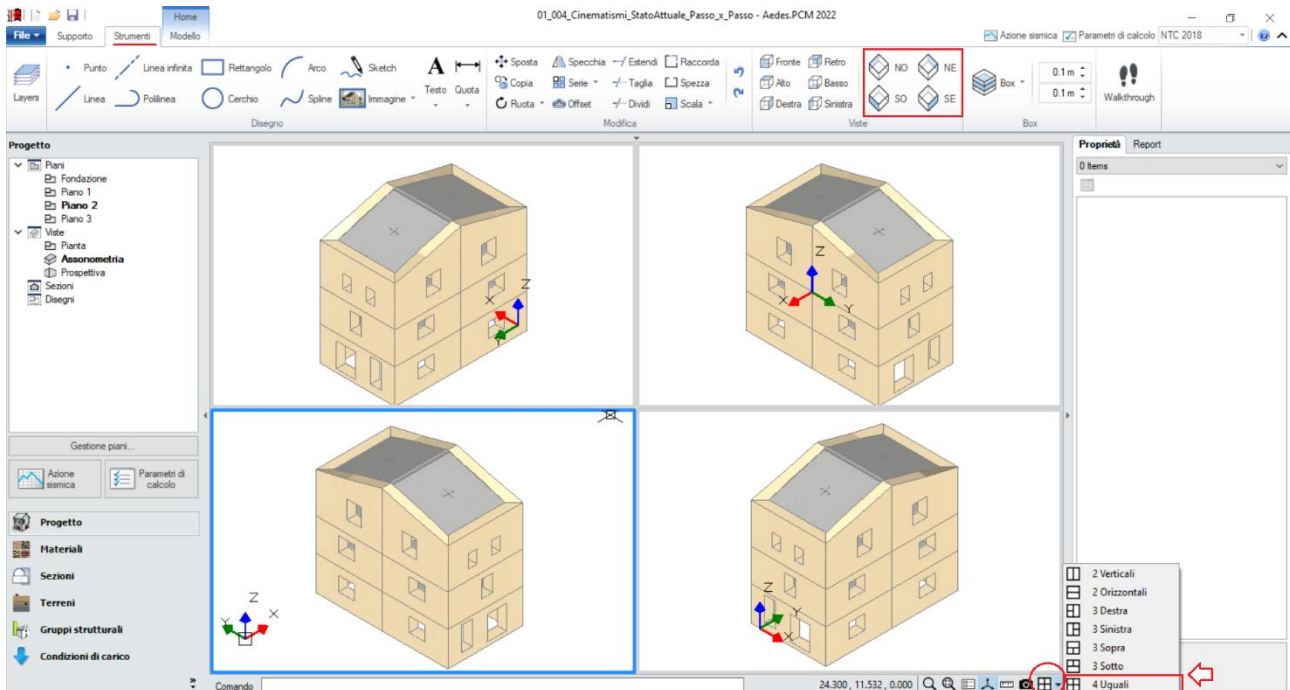 01_004_Cinematismi_StatoAttuale_Passo_x_Passo - Aedes.PCM 2022
Home
File
Supporto
Strumenti
Modello
Azione sismica
Parametri di calcolo
NTC 2018
Layers
Punto
Linea infinita
Rettangolo
Arco
Sketch
Linea
Polilinea
Cerchio
Spline
Immagine
A
Testo
Quota
Disegno
Sposta
Specchia
Estendi
Raccorda
Copia
Serie
Taglia
Spezza
Ruota
Offset
Dividi
Scala
Modifica
Fronte
Retro
Alto
Basso
Destra
Sinistra
NO
NE
SO
SE
Viste
Box
0.1 m
0.1 m
Box
Walkthrough
Progetto
Piani
Fondazione
Piano 1
Piano 2
Piano 3
Viste
Pianta
Assonometria
Prospettiva
Sezioni
Disegni
Gestione piani...
Azione sismica
Parametri di calcolo
Progetto
Materiali
Sezioni
Terreni
Gruppi strutturali
Condizioni di carico
»
X
Y
Z
X
Y
Z
X
Y
Z
X
Y
Z
Proprietà
Report
0 Items
2 Verticali
2 Orizzontali
3 Destra
3 Sinistra
3 Sopra
3 Sotto
4 Uguali
Comando
24.300 , 11.532 , 0.000